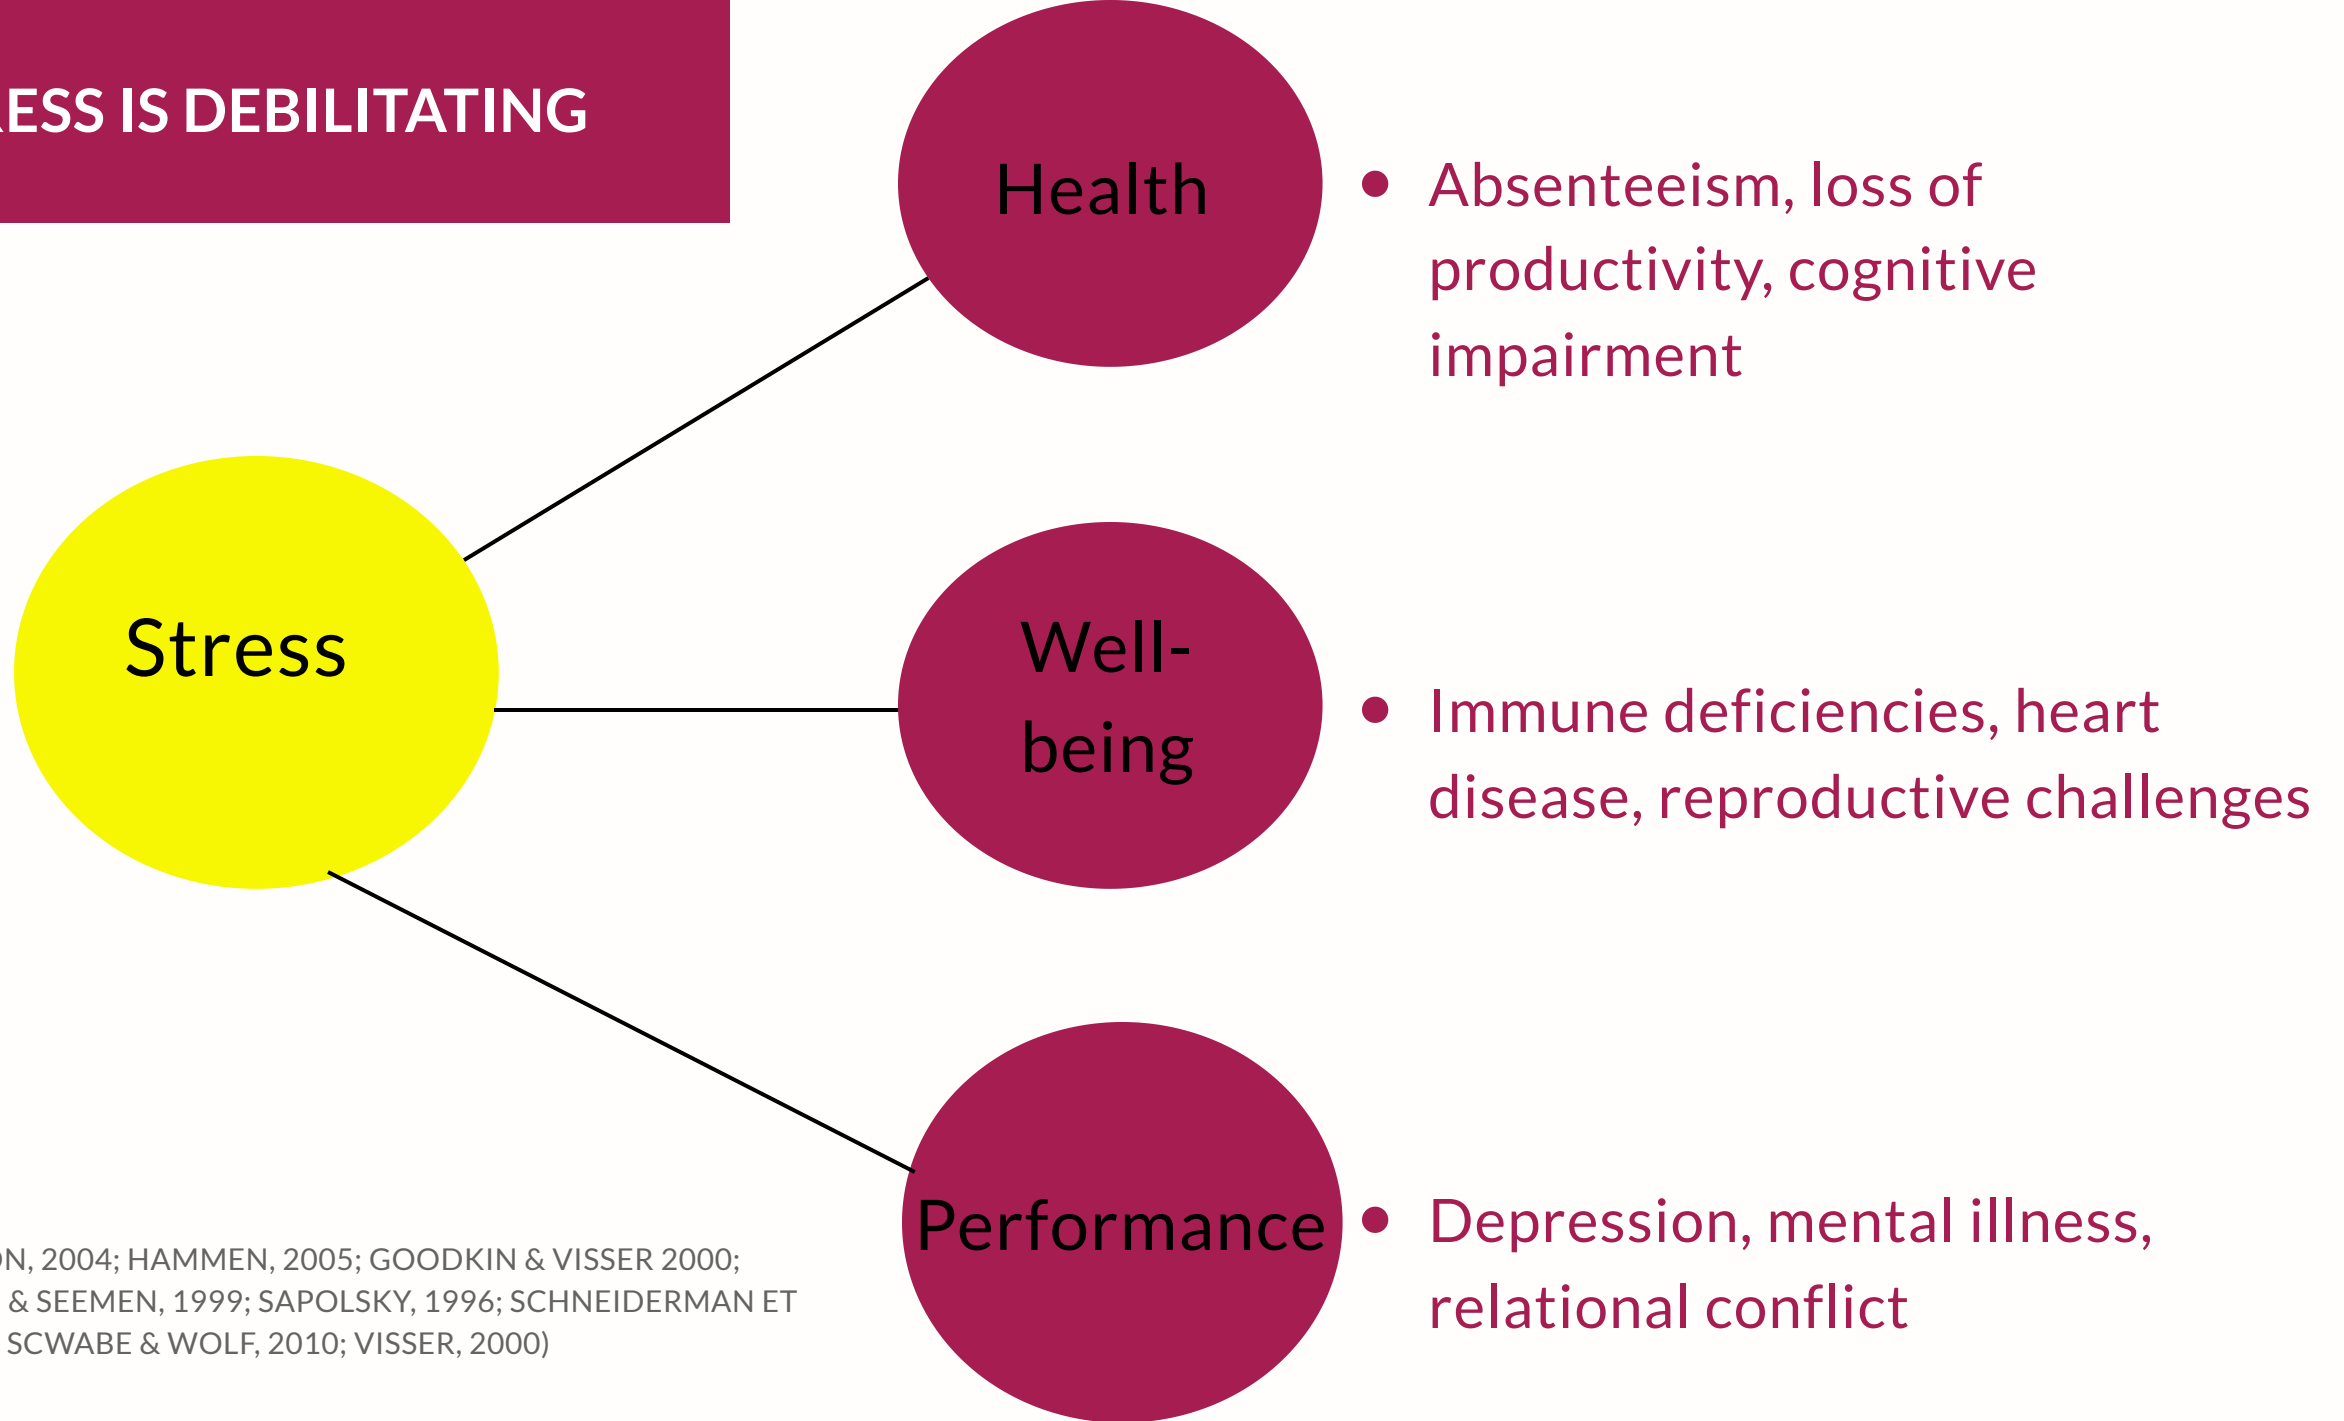 ESS IS DEBILITATING
Health
• Absenteeism, loss of
productivity, cognitive
impairment
Stress
Well-
being
• Immune deficiencies, heart
disease, reproductive challenges
Performance
• Depression, mental illness,
relational conflict
ON, 2004; HAMMEN, 2005; GOODKIN & VISSER 2000;
& SEEMEN, 1999; SAPOLSKY, 1996; SCHNEIDERMAN ET
SCWABE & WOLF, 2010; VISSER, 2000)